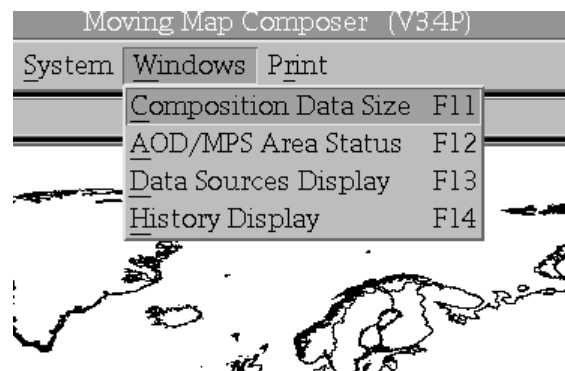 Moving Map Composer (V3.4P)
System Windows Print
Composition Data Size F11
AOD/MPS Area Status F12
Data Sources Display F13
History Display F14